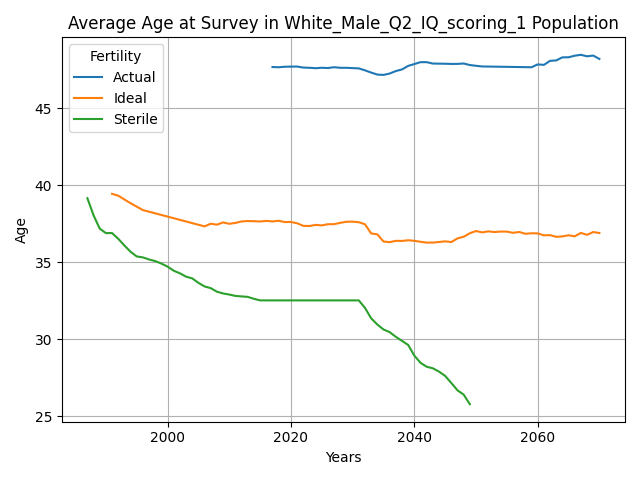 Average Age at Survey in White_Male_Q2_IQ_scoring_1 Population
Fertility
Actual
Ideal
Sterile
45
40
35
30
25
Age
2000
2020
2040
2060
Years